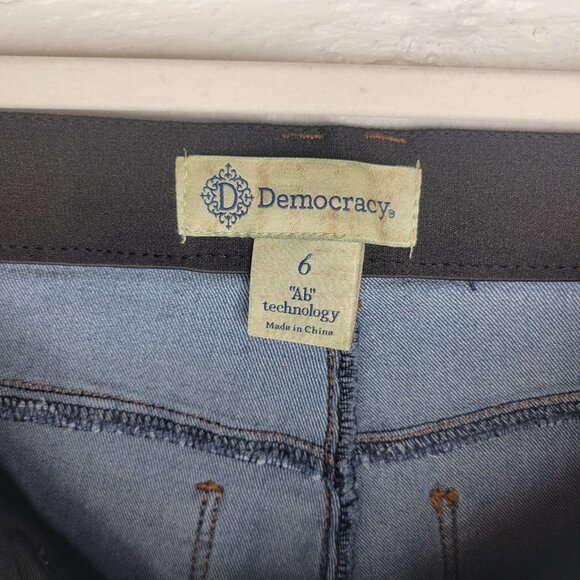 D
Democracy®
6
"Ab"
technology
Made in China